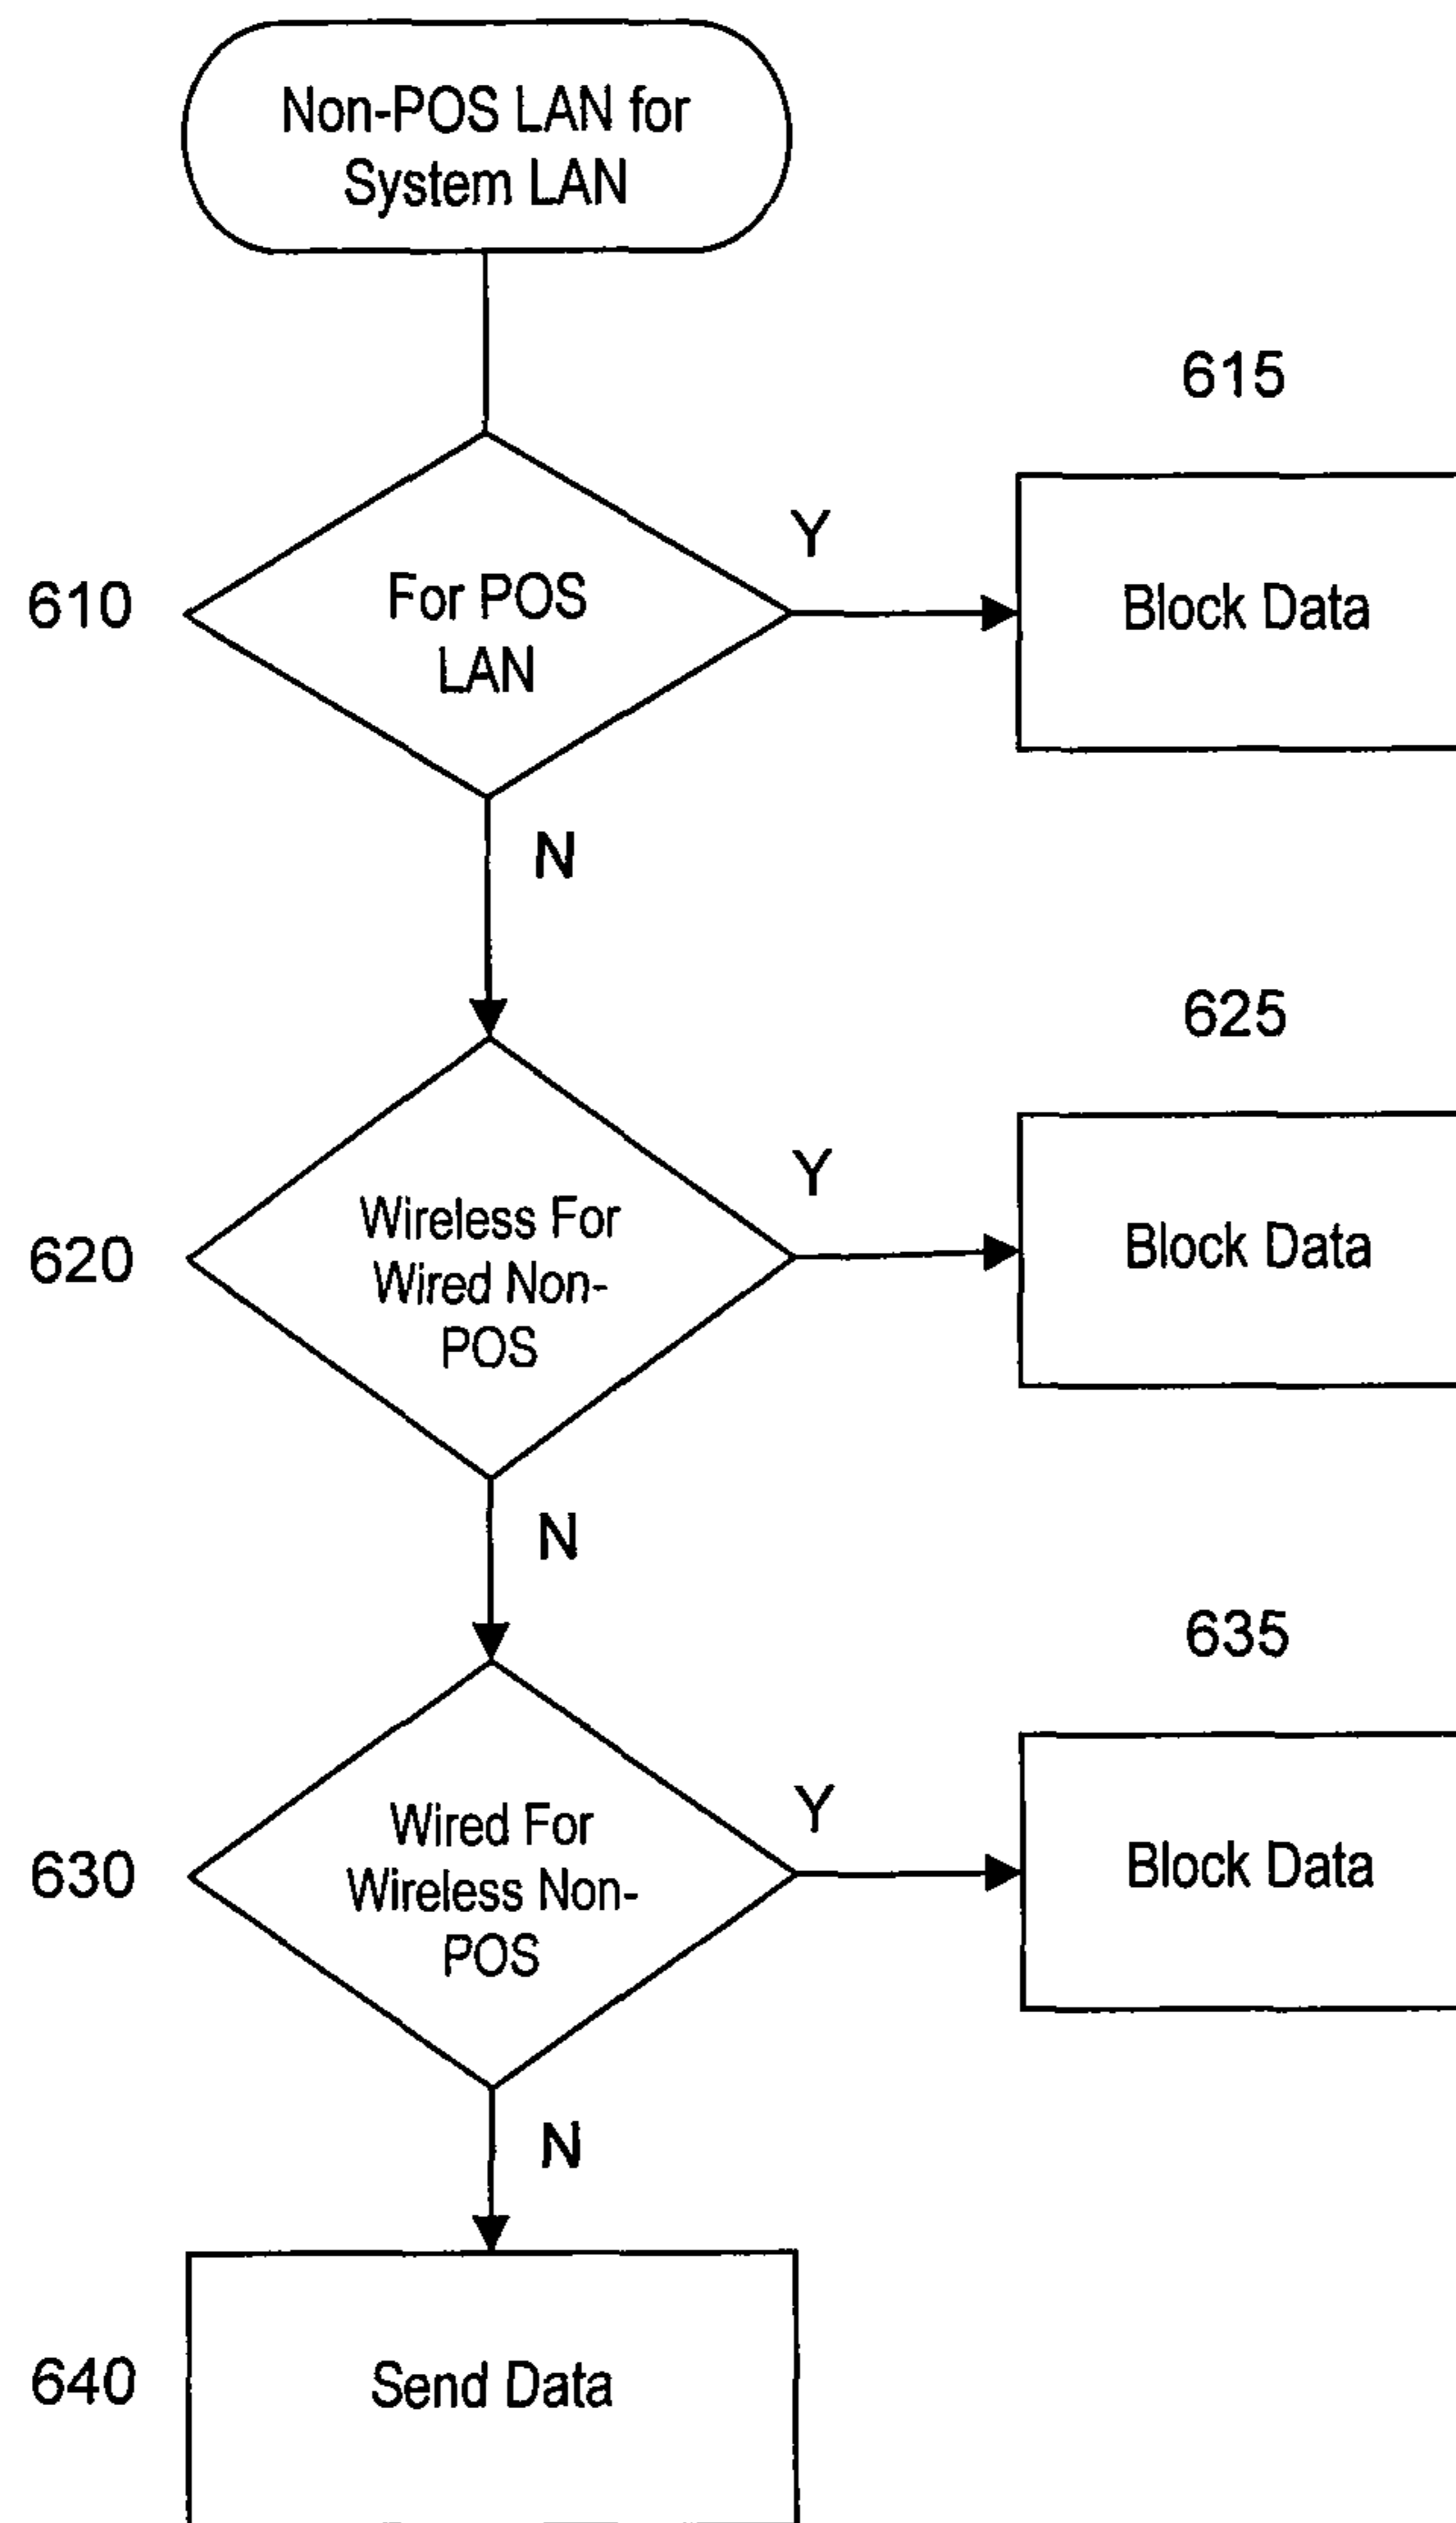 Non-POS LAN for
System LAN
615
610
For POS
LAN
Y
Block Data
N
625
620
Wireless For
Wired Non-
POS
Y
Block Data
N
635
630
Wired For
Wireless Non-
POS
Y
Block Data
N
640
Send Data